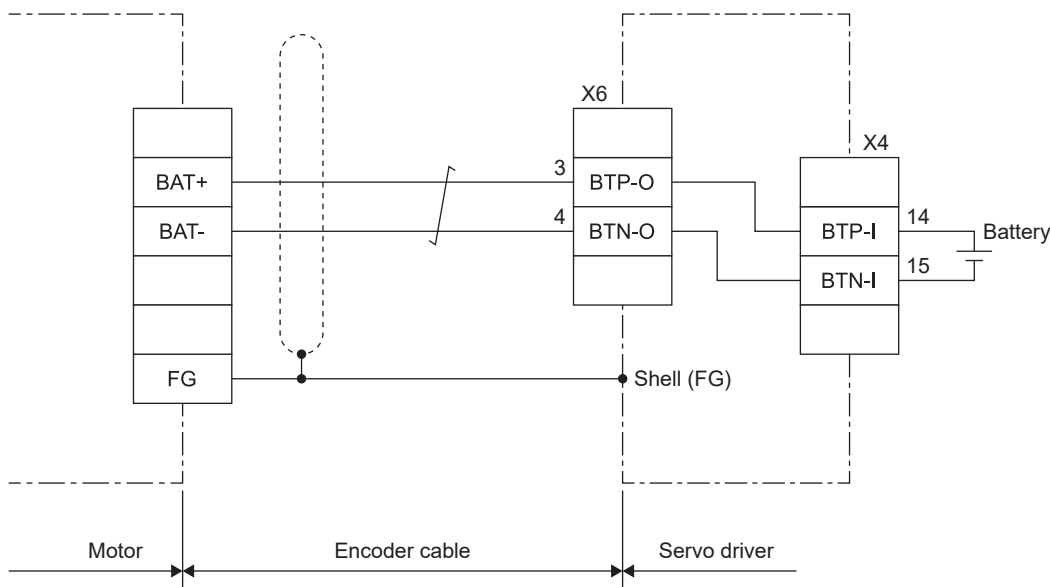 X6
X4
BAT+
3
BTP-O
BAT-
4
BTN-O
BTP-I
14
Battery
BTN-I
15
FG
Shell (FG)
Motor
Encoder cable
Servo driver